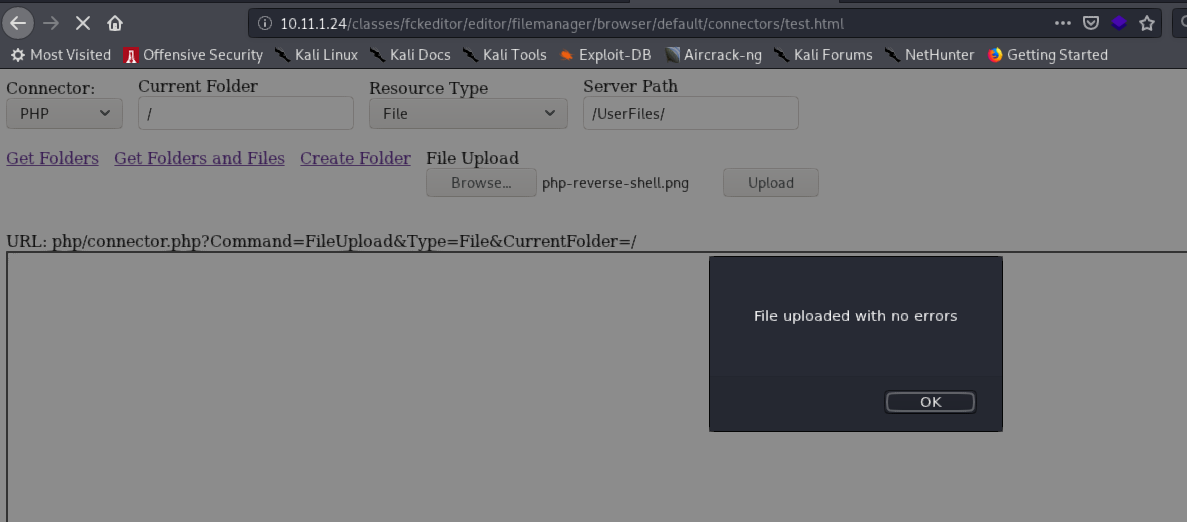 10.11.1.24/classes/fckeditor/editor/filemanager/browser/default/connectors/test.html
Most Visited Offensive Security Kali Linux Kali Docs Kali Tools Exploit-DB Aircrack-ng Kali Forums NetHunter Getting Started
Connector: Current Folder Resource Type Server Path
PHP / File /UserFiles/
Get Folders Get Folders and Files Create Folder File Upload
Browse... php-reverse-shell.png Upload
URL: php/connector.php?Command=FileUpload&Type=File&CurrentFolder=/
File uploaded with no errors
OK